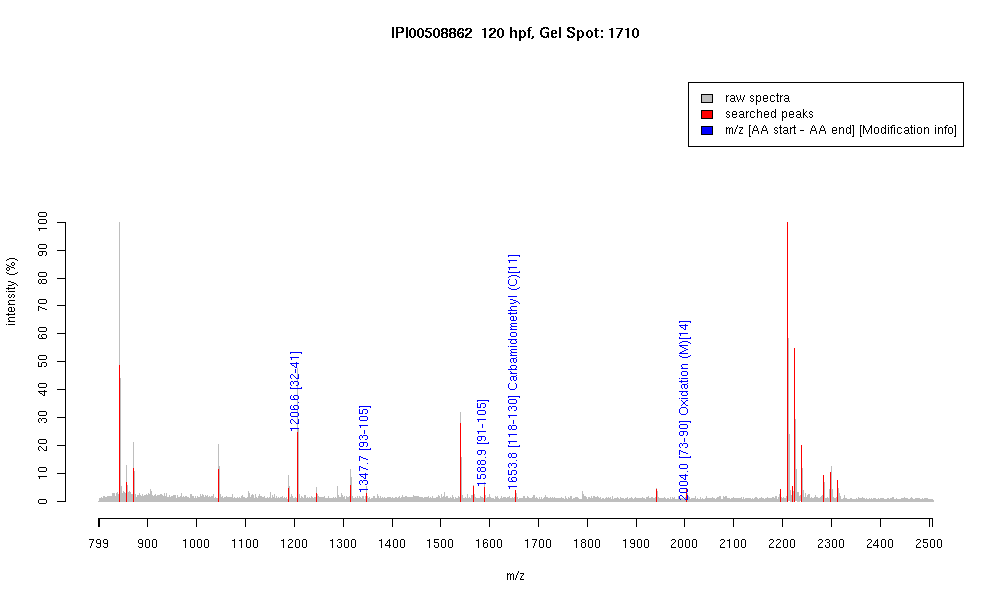 IPI00508862  120 hpf, Gel Spot: 1710
raw spectra
searched peaks
m/z [AA start - AA end] [Modification info]
intensity (%)
100
90
80
70
60
50
40
30
20
10
0
1206.6 [32-41]
1347.7 [93-105]
1588.9 [91-105]
1653.8 [118-130] Carbamidomethyl (C)[11]
2004.0 [73-90] Oxidation (M)[14]
799 900 1000 1100 1200 1300 1400 1500 1600 1700 1800 1900 2000 2100 2200 2300 2400 2500
m/z